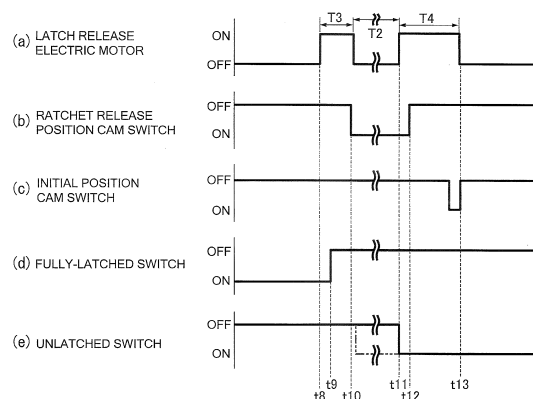 T3
T2
T4
(a) LATCH RELEASE
ELECTRIC MOTOR
ON
OFF
(b) RATCHET RELEASE
POSITION CAM SWITCH
OFF
ON
(c) INITIAL POSITION
CAM SWITCH
OFF
ON
(d) FULLY-LATCHED SWITCH
OFF
ON
(e) UNLATCHED SWITCH
OFF
ON
t8
t9
t10
t11
t12
t13